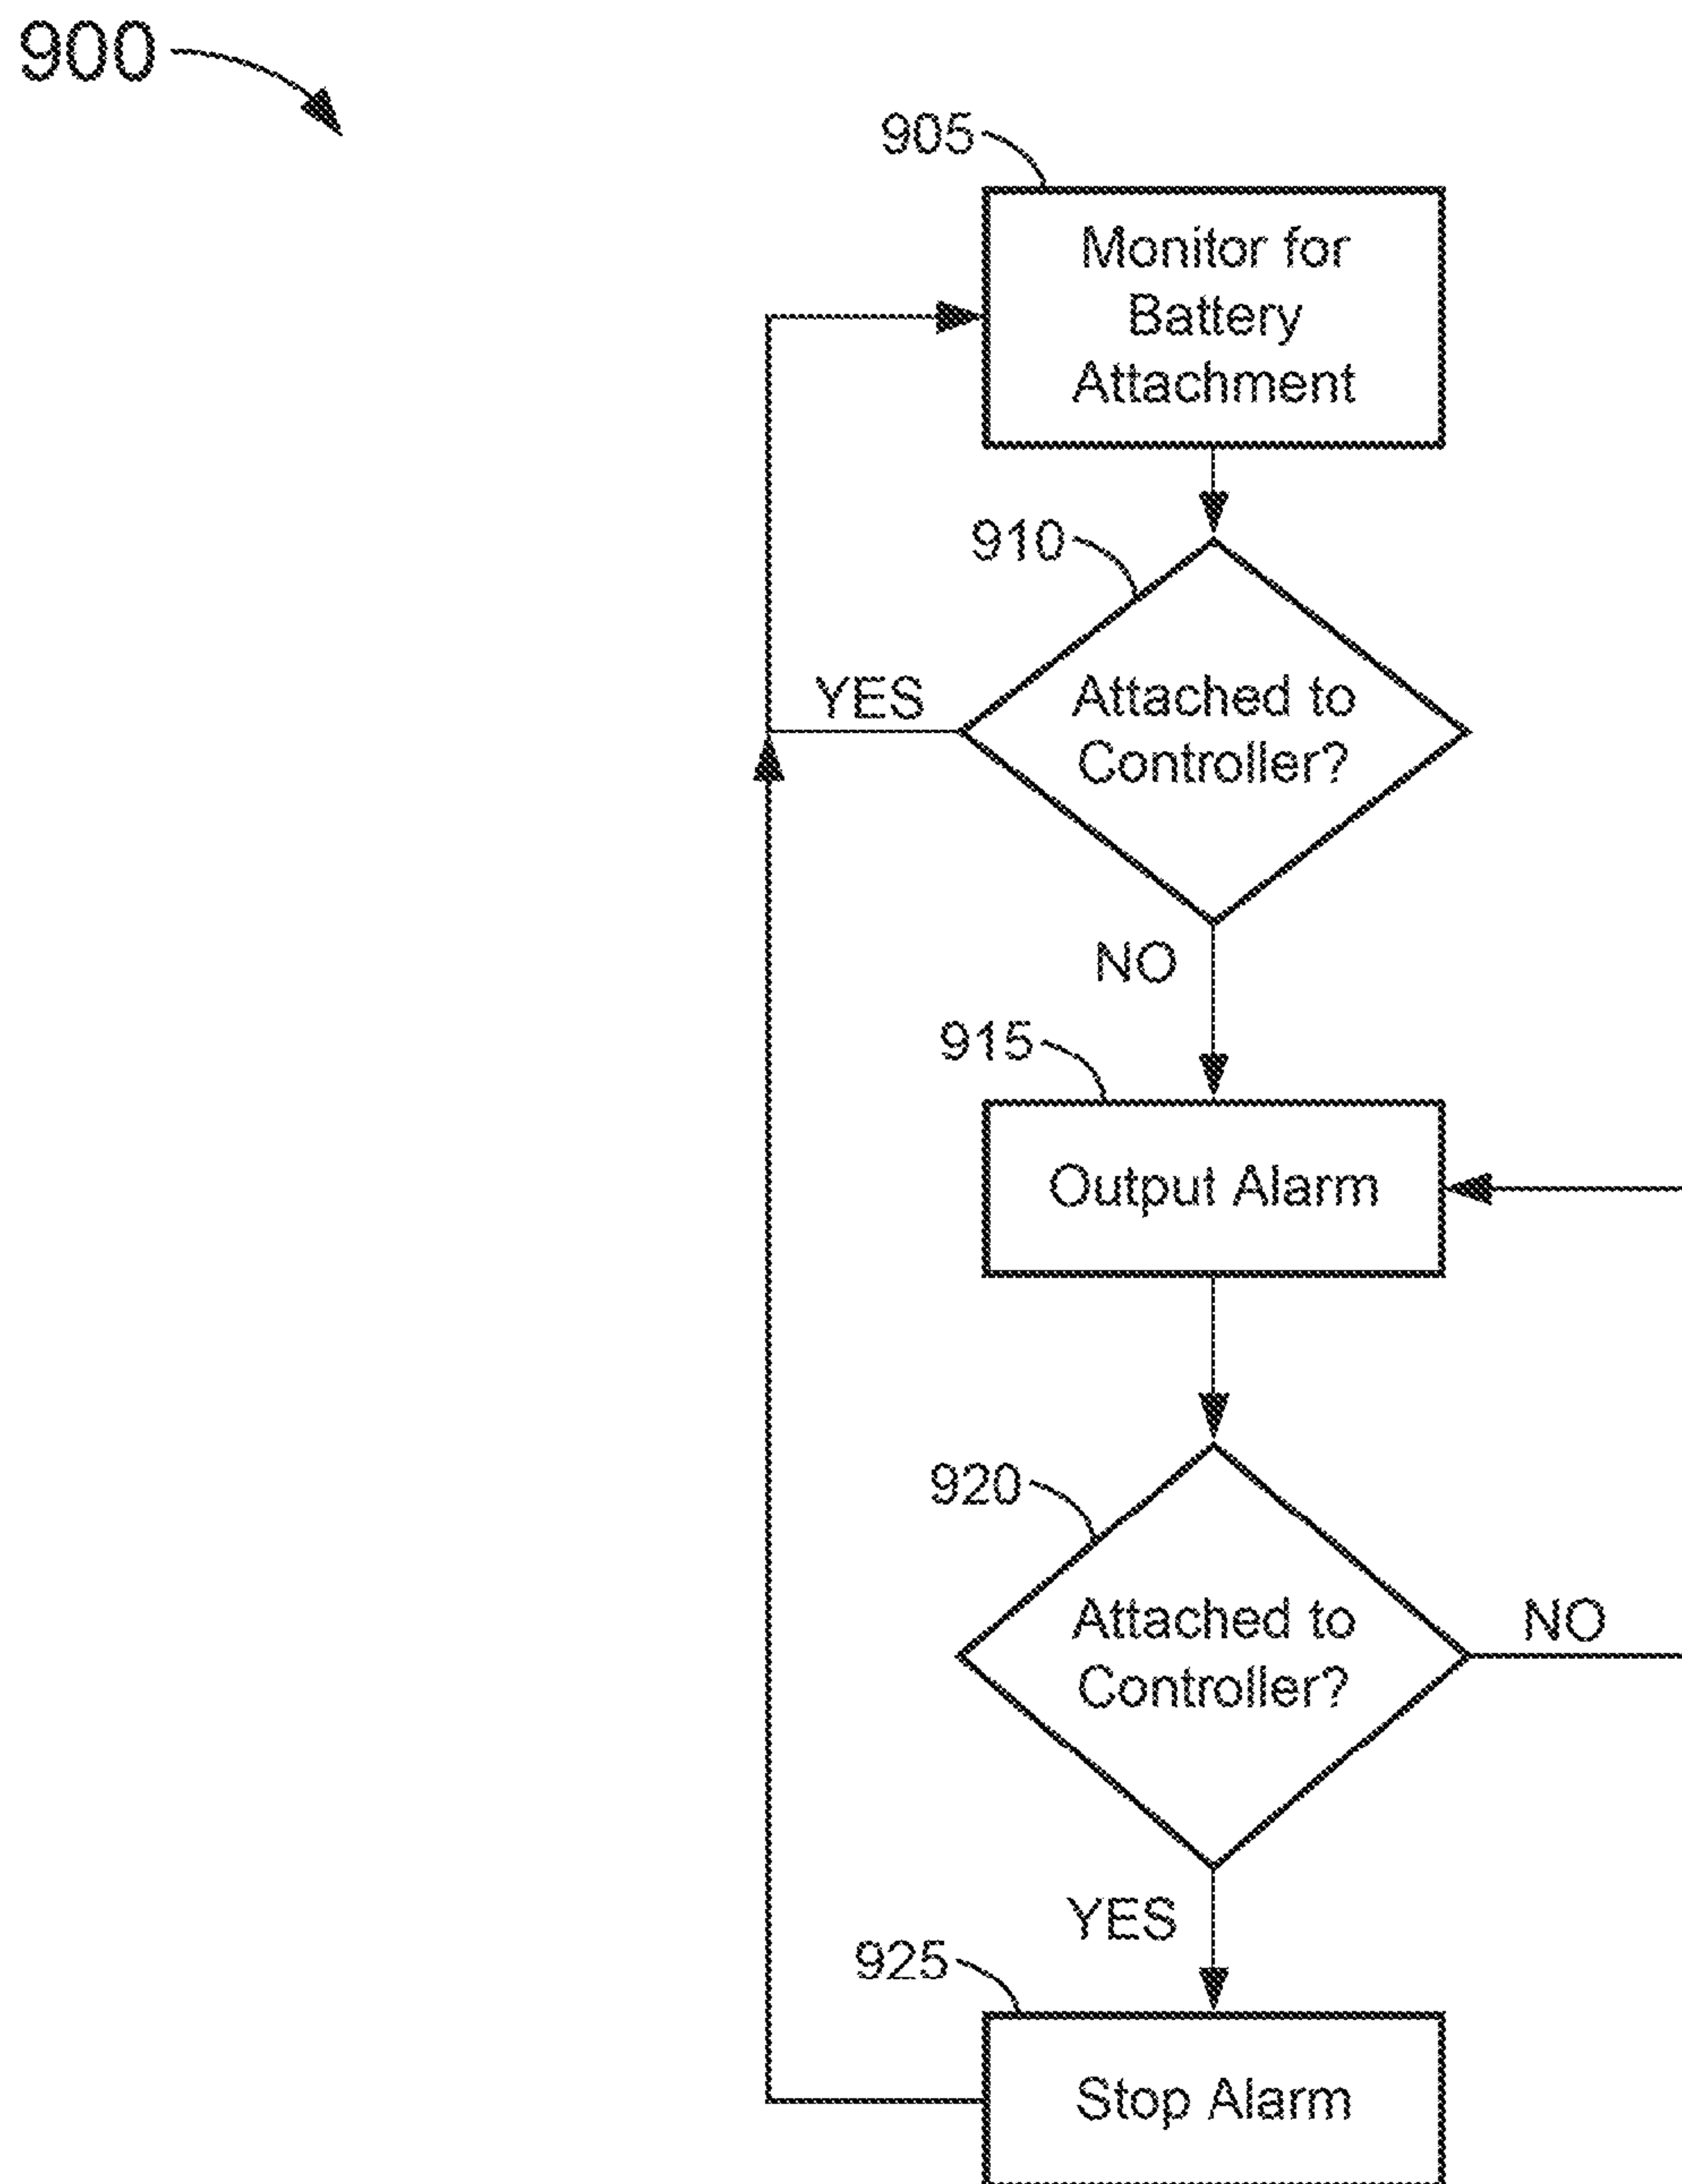 900
905
Monitor for
Battery
Attachment
910
YES
Attached to
Controller?
NO
915
Output Alarm
920
Attached to
Controller?
NO
YES
925
Stop Alarm